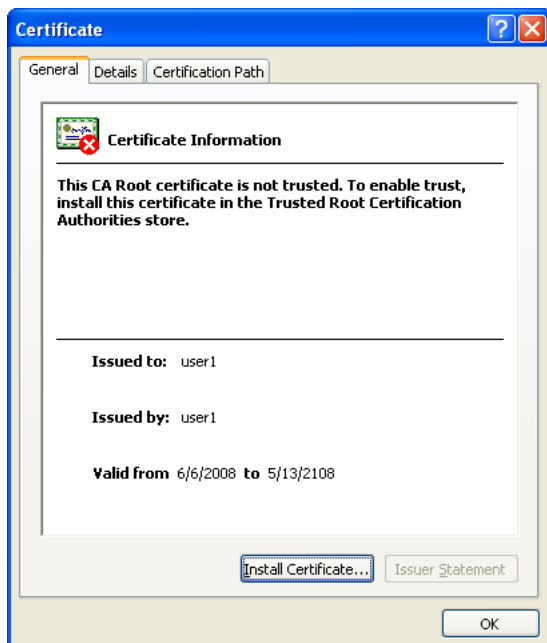 Certificate
General Details Certification Path
Certificate Information
This CA Root certificate is not trusted. To enable trust,
install this certificate in the Trusted Root Certification
Authorities store.
Issued to: user1
Issued by: user1
Valid from 6/6/2008 to 5/13/2108
Install Certificate... Issuer Statement
OK